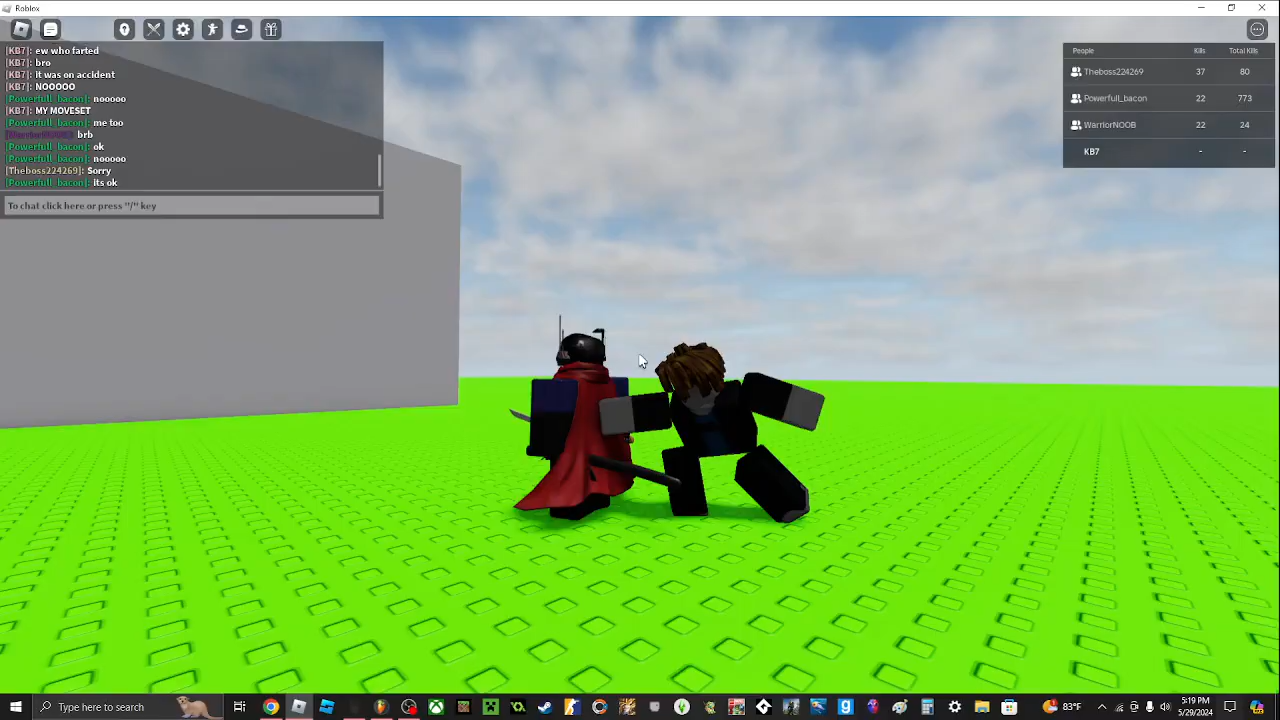 Roblox
[KB7]: ew who farted
[KB7]: bro
[KB7]: it was on accident
[KB7]: NOOOOO
[Powerfull_bacon]: nooooo
[KB7]: MY MOVESET
[Powerfull_bacon]: me too
[WarriorNOOB]: brb
[Powerfull_bacon]: ok
[Powerfull_bacon]: nooooo
[Theboss224269]: Sorry
[Powerfull_bacon]: its ok
To chat click here or press "/" key
People Kills Total Kills
Theboss224269 37 80
Powerfull_bacon 22 773
WarriorNOOB 22 24
KB7 - -
Type here to search
83°F
5:19 PM
5/29/2024